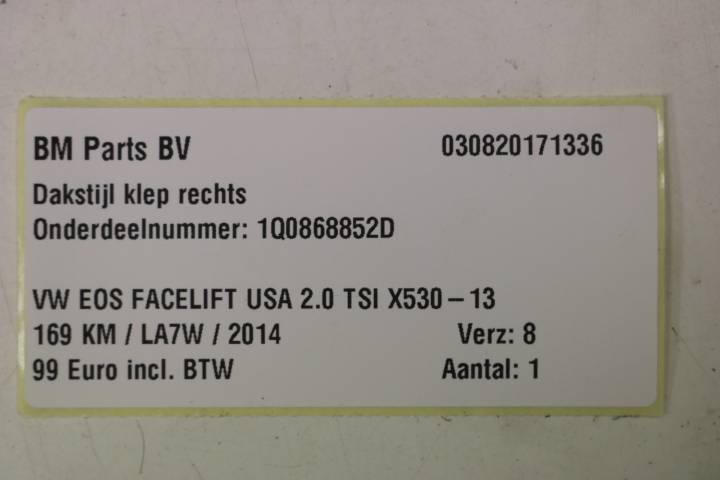 BM Parts BV 030820171336
Dakstijl klep rechts
Onderdeelnummer: 1Q0868852D
VW EOS FACELIFT USA 2.0 TSI X530 – 13
169 KM / LA7W / 2014 Verz: 8
99 Euro incl. BTW Aantal: 1